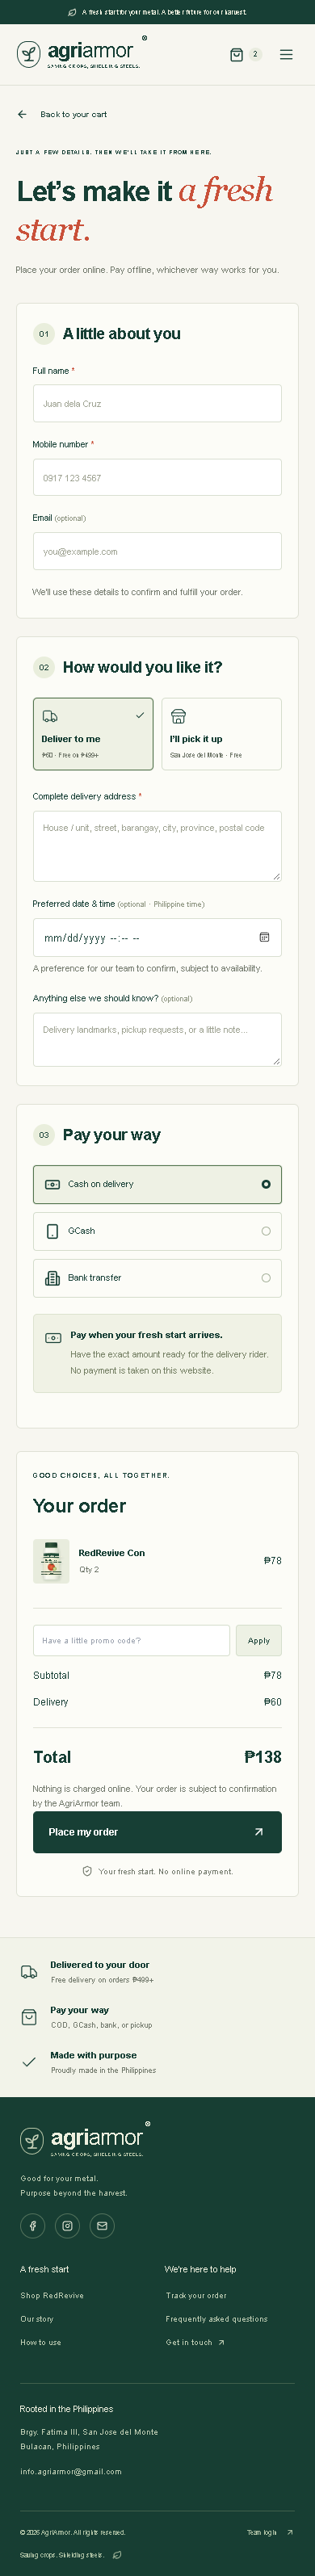 A fresh start for your metal. A better future for our harvest.
agriarmor ®
SAVING CROPS, SHIELDING STEELS.
2
Back to your cart
JUST A FEW DETAILS. THEN WE'LL TAKE IT FROM HERE.
Let's make it a fresh
start.
Place your order online. Pay offline, whichever way works for you.
01 A little about you
Full name *
Juan dela Cruz
Mobile number *
0917 123 4567
Email (optional)
you@example.com
We'll use these details to confirm and fulfill your order.
02 How would you like it?
Deliver to me
₱60 · Free on ₱499+
I'll pick it up
San Jose del Monte · Free
Complete delivery address *
House / unit, street, barangay, city, province, postal code
Preferred date & time (optional · Philippine time)
mm/dd/yyyy --:-- --
A preference for our team to confirm, subject to availability.
Anything else we should know? (optional)
Delivery landmarks, pickup requests, or a little note...
03 Pay your way
Cash on delivery
GCash
Bank transfer
Pay when your fresh start arrives.
Have the exact amount ready for the delivery rider.
No payment is taken on this website.
GOOD CHOICES, ALL TOGETHER.
Your order
RedRevive Con
Qty 2
₱78
Have a little promo code? Apply
Subtotal ₱78
Delivery ₱60
Total ₱138
Nothing is charged online. Your order is subject to confirmation
by the AgriArmor team.
Place my order
Your fresh start. No online payment.
Delivered to your door
Free delivery on orders ₱499+
Pay your way
COD, GCash, bank, or pickup
Made with purpose
Proudly made in the Philippines
agriarmor ®
SAVING CROPS, SHIELDING STEELS.
Good for your metal.
Purpose beyond the harvest.
A fresh start
Shop RedRevive
Our story
How to use
We're here to help
Track your order
Frequently asked questions
Get in touch
Rooted in the Philippines
Brgy. Fatima III, San Jose del Monte
Bulacan, Philippines
info.agriarmor@gmail.com
© 2026 AgriArmor. All rights reserved.
Team login
Saving crops. Shielding steels.